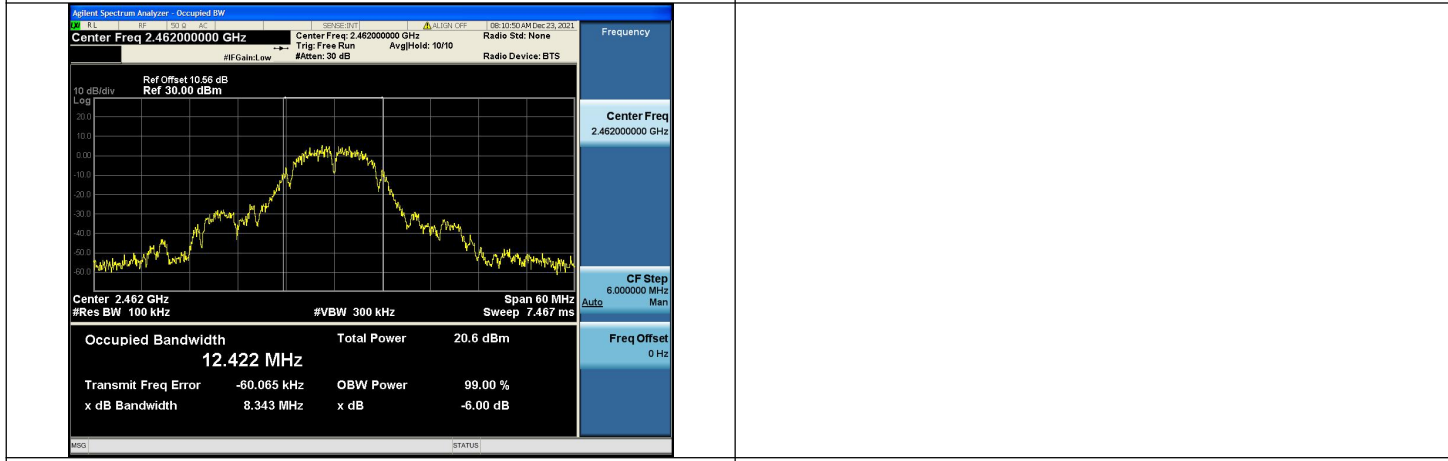 Agilent Spectrum Analyzer - Occupied BW
RL RF 50 Ω AC SENSE:INT ALIGN OFF 08:10:50 AM Dec 23, 2021
Center Freq 2.462000000 GHz
Center Freq: 2.462000000 GHz Radio Std: None
Trig: Free Run Avg|Hold: 10/10
#IFGain:Low #Atten: 30 dB Radio Device: BTS
Frequency
Ref Offset 10.56 dB
10 dB/div Ref 30.00 dBm
Log
20.0
10.0
0.00
-10.0
-20.0
-30.0
-40.0
-50.0
-60.0
Center 2.462 GHz Span 60 MHz
#Res BW 100 kHz #VBW 300 kHz Sweep 7.467 ms
Center Freq
2.462000000 GHz
CF Step
6.000000 MHz
Auto Man
Freq Offset
0 Hz
Occupied Bandwidth Total Power 20.6 dBm
12.422 MHz
Transmit Freq Error -60.065 kHz OBW Power 99.00 %
x dB Bandwidth 8.343 MHz x dB -6.00 dB
MSG STATUS